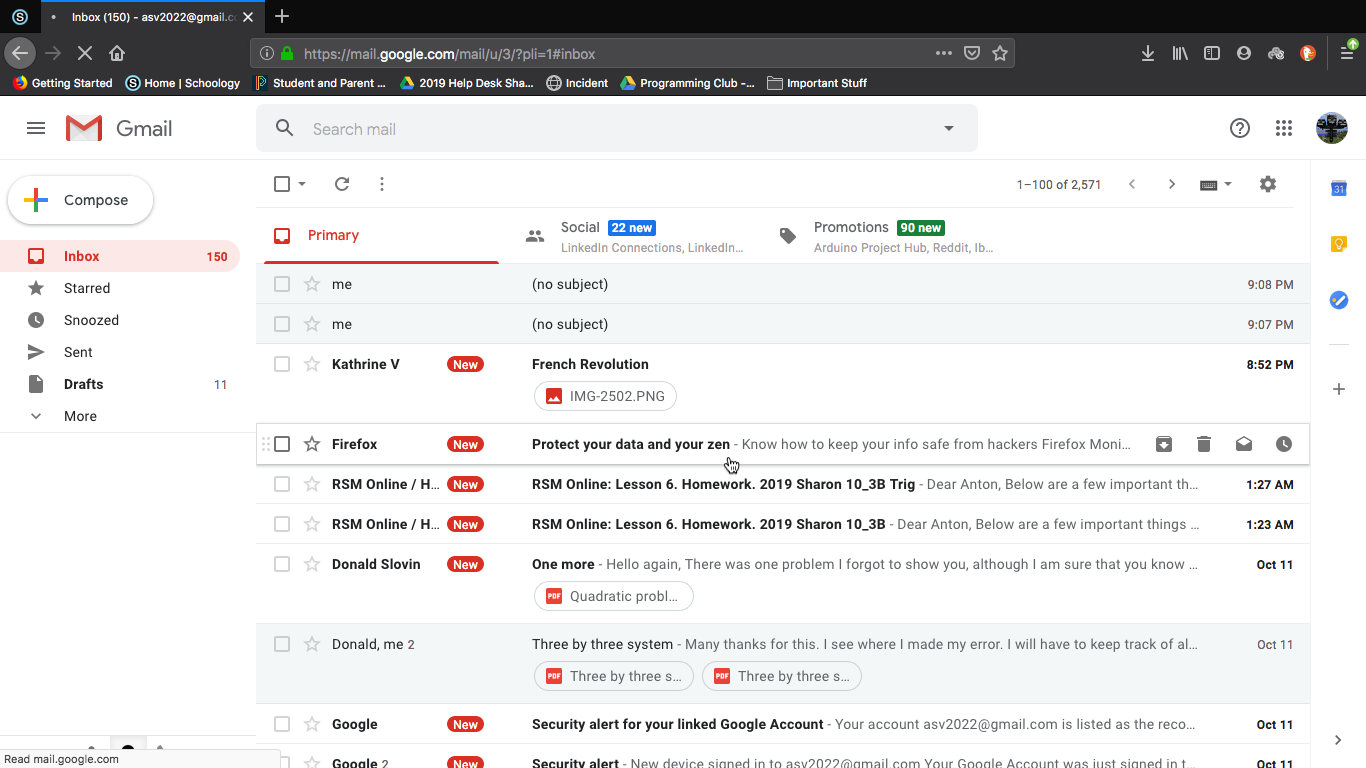 Inbox (150) - asv2022@gmail.c
https://mail.google.com/mail/u/3/?pli=1#inbox
Getting Started Home | Schoology Student and Parent ... 2019 Help Desk Sha... Incident Programming Club -... Important Stuff
Gmail Search mail
Compose
1–100 of 2,571
Primary
Social 22 new
LinkedIn Connections, LinkedIn...
Promotions 90 new
Arduino Project Hub, Reddit, Ib...
Inbox 150
Starred
Snoozed
Sent
Drafts 11
More
me (no subject) 9:08 PM
me (no subject) 9:07 PM
Kathrine V New French Revolution 8:52 PM
IMG-2502.PNG
Firefox New Protect your data and your zen - Know how to keep your info safe from hackers Firefox Moni...
RSM Online / H... New RSM Online: Lesson 6. Homework. 2019 Sharon 10_3B Trig - Dear Anton, Below are a few important th... 1:27 AM
RSM Online / H... New RSM Online: Lesson 6. Homework. 2019 Sharon 10_3B - Dear Anton, Below are a few important things ... 1:23 AM
Donald Slovin New One more - Hello again, There was one problem I forgot to show you, although I am sure that you know ... Oct 11
PDF Quadratic probl...
Donald, me 2 Three by three system - Many thanks for this. I see where I made my error. I will have to keep track of al... Oct 11
PDF Three by three s... PDF Three by three s...
Google New Security alert for your linked Google Account - Your account asv2022@gmail.com is listed as the reco... Oct 11
Google 2 New Security alert - New device signed in to asv2022@gmail.com Your Google Account was just signed in t... Oct 11
31
Read mail.google.com